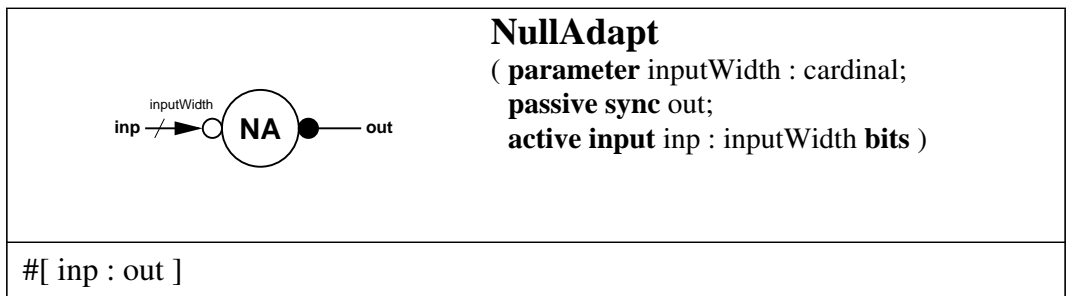 NullAdapt
( parameter inputWidth : cardinal;
passive sync out;
active input inp : inputWidth bits )
inputWidth
inp NA out
#[ inp : out ]